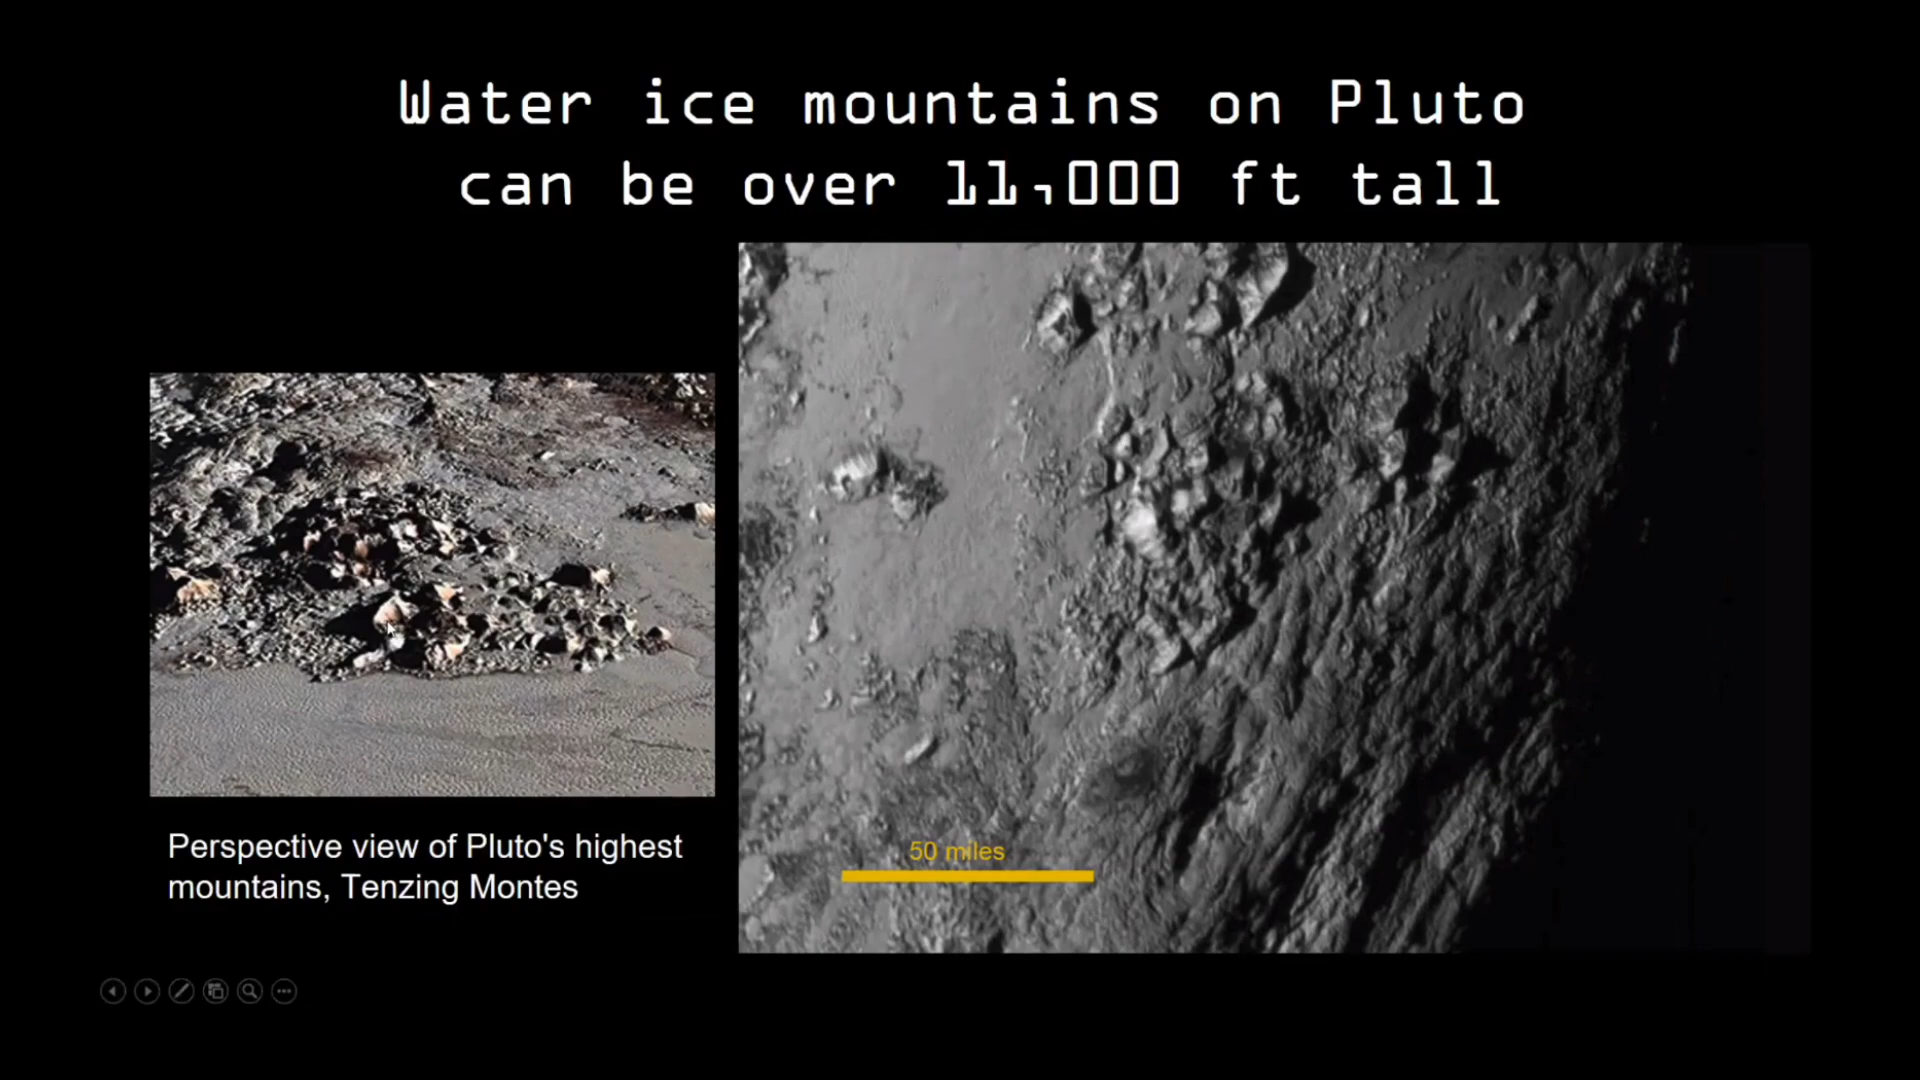 Water ice mountains on Pluto
can be over 11,000 ft tall
Perspective view of Pluto's highest
mountains, Tenzing Montes
50 miles